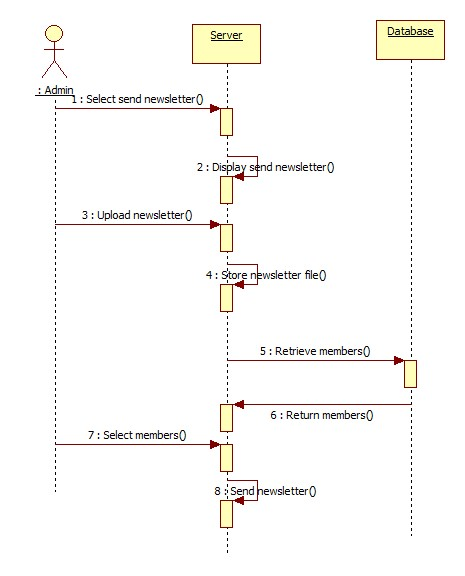 Server
Database
: Admin
1 : Select send newsletter()
2 : Display send newsletter()
3 : Upload newsletter()
4 : Store newsletter file()
5 : Retrieve members()
6 : Return members()
7 : Select members()
8 : Send newsletter()